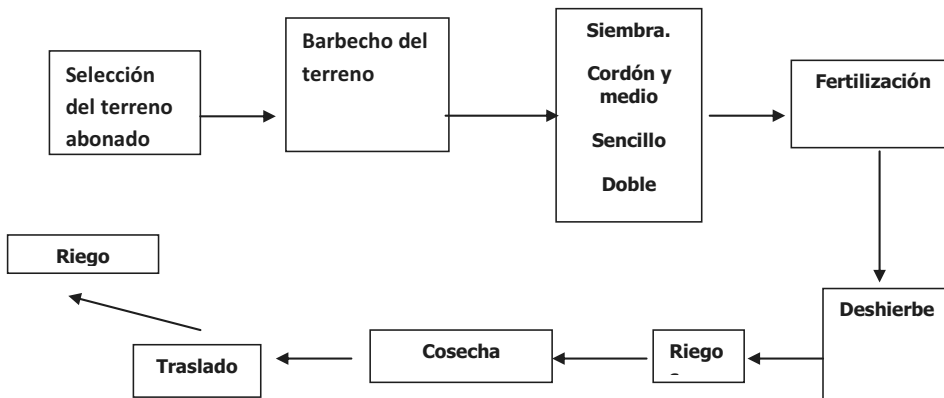 Selección
del terreno
abonado
Barbecho del
terreno
Siembra.
Cordón y
medio
Sencillo
Doble
Fertilización
Deshierbe
Riego
Cosecha
Traslado
Riego